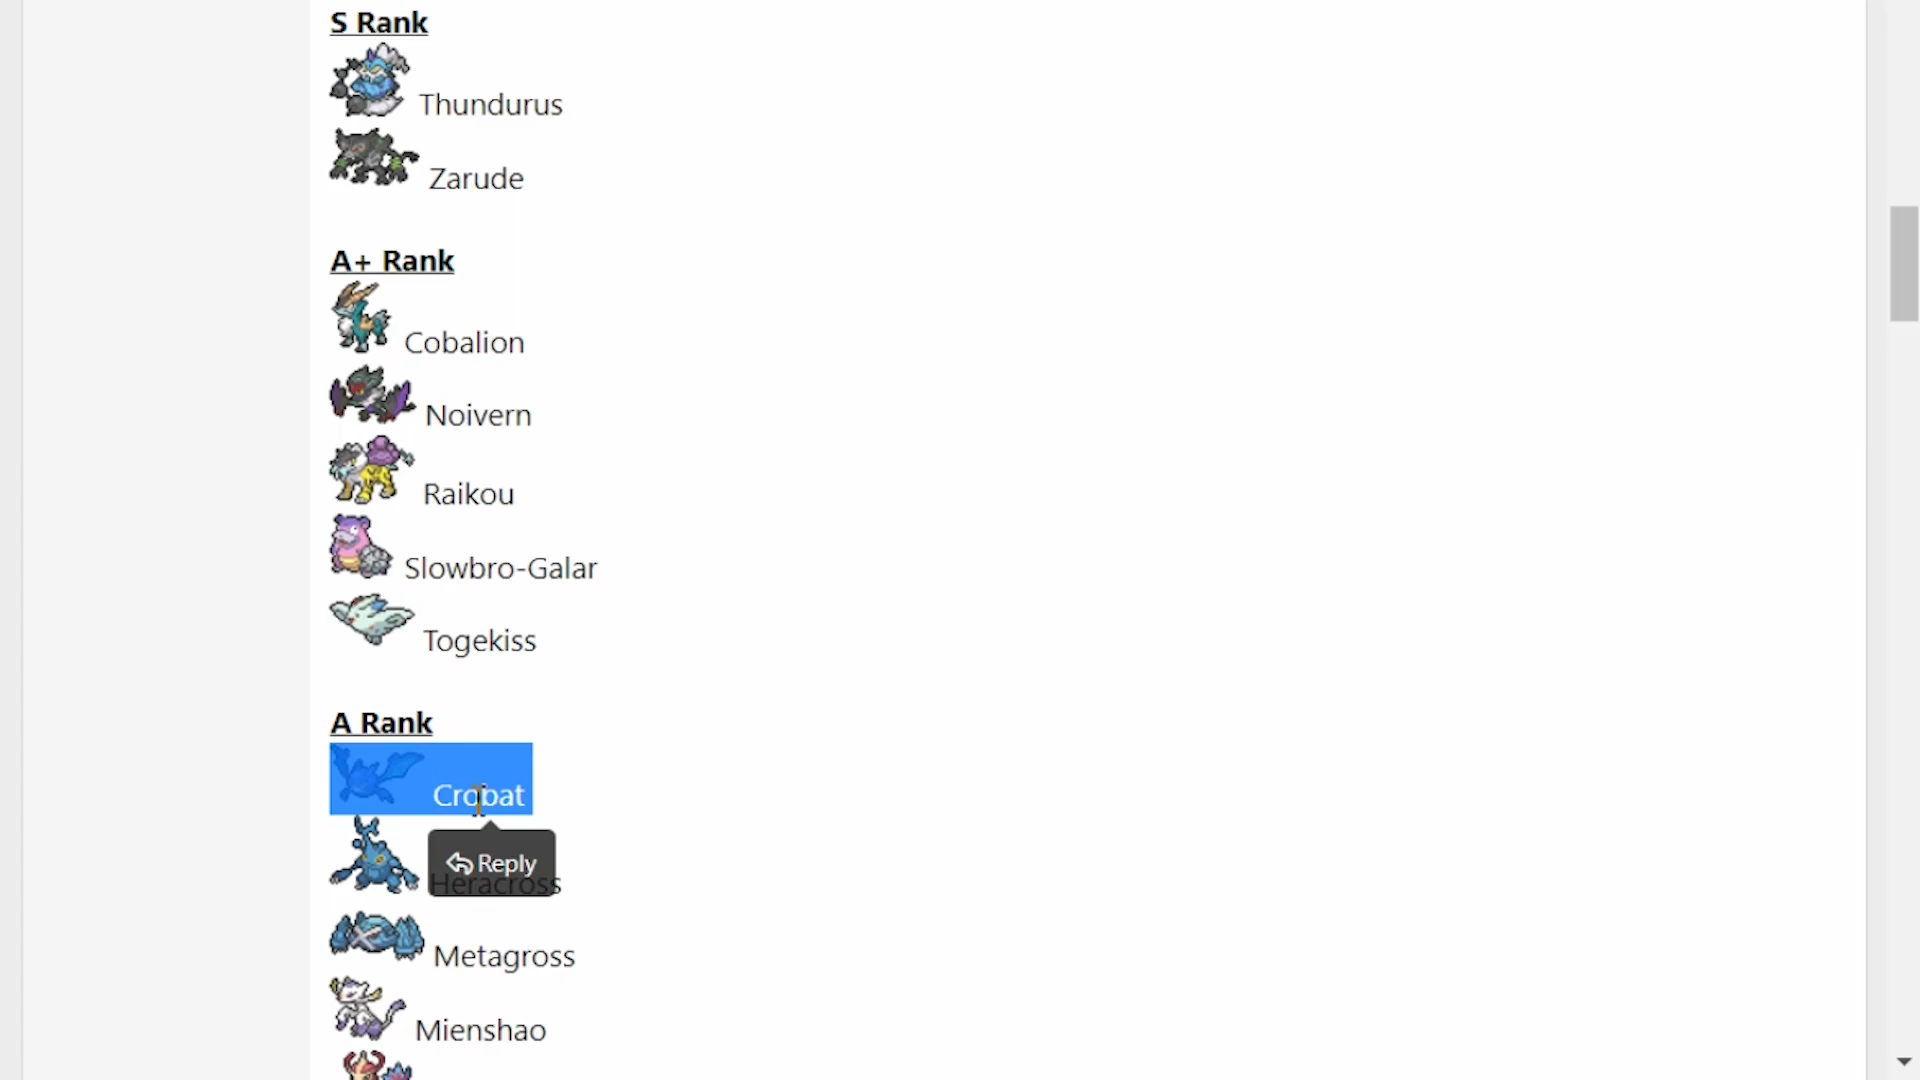 S Rank
Thundurus
Zarude
A+ Rank
Cobalion
Noivern
Raikou
Slowbro-Galar
Togekiss
A Rank
Crobat
Reply
Heracross
Metagross
Mienshao